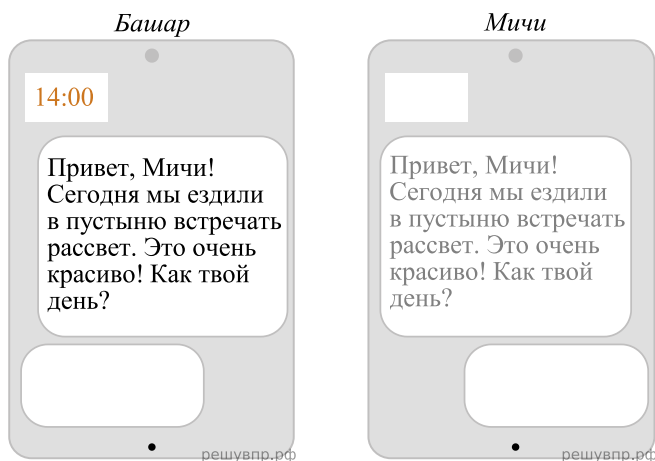 Башар
14:00
Привет, Мичи!
Сегодня мы ездили
в пустыню встречать
рассвет. Это очень
красиво! Как твой
день?
решувпр.рф
Мичи
Привет, Мичи!
Сегодня мы ездили
в пустыню встречать
рассвет. Это очень
красиво! Как твой
день?
решувпр.рф